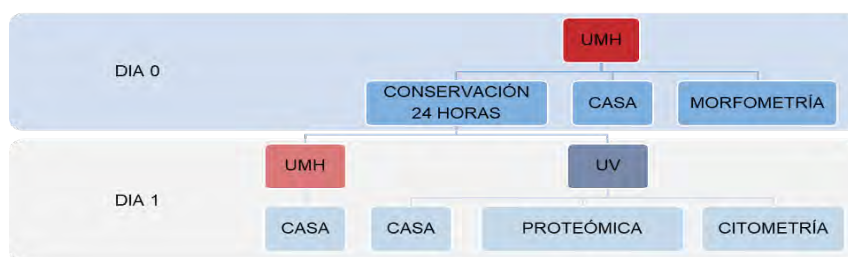 UMH
DIA 0
CONSERVACIÓN
24 HORAS
CASA
MORFOMETRÍA
UMH
UV
DIA 1
CASA
CASA
PROTEÓMICA
CITOMETRÍA